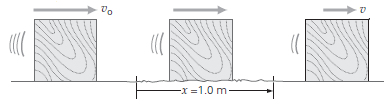 v₀
v
x = 1.0 m